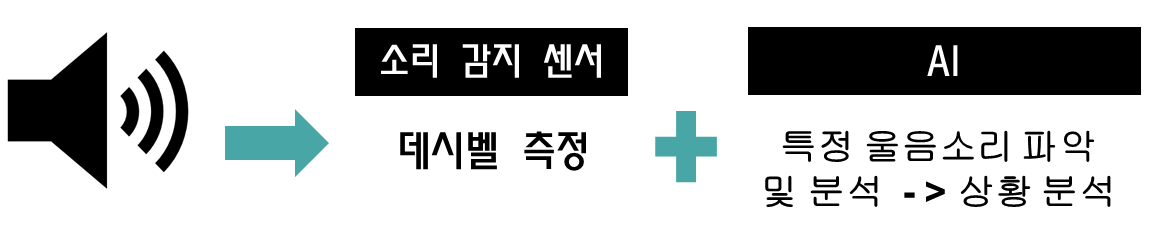 소리 감지 센서
데시벨 측정
AI
특정 울음소리 파악
및 분석 -> 상황 분석